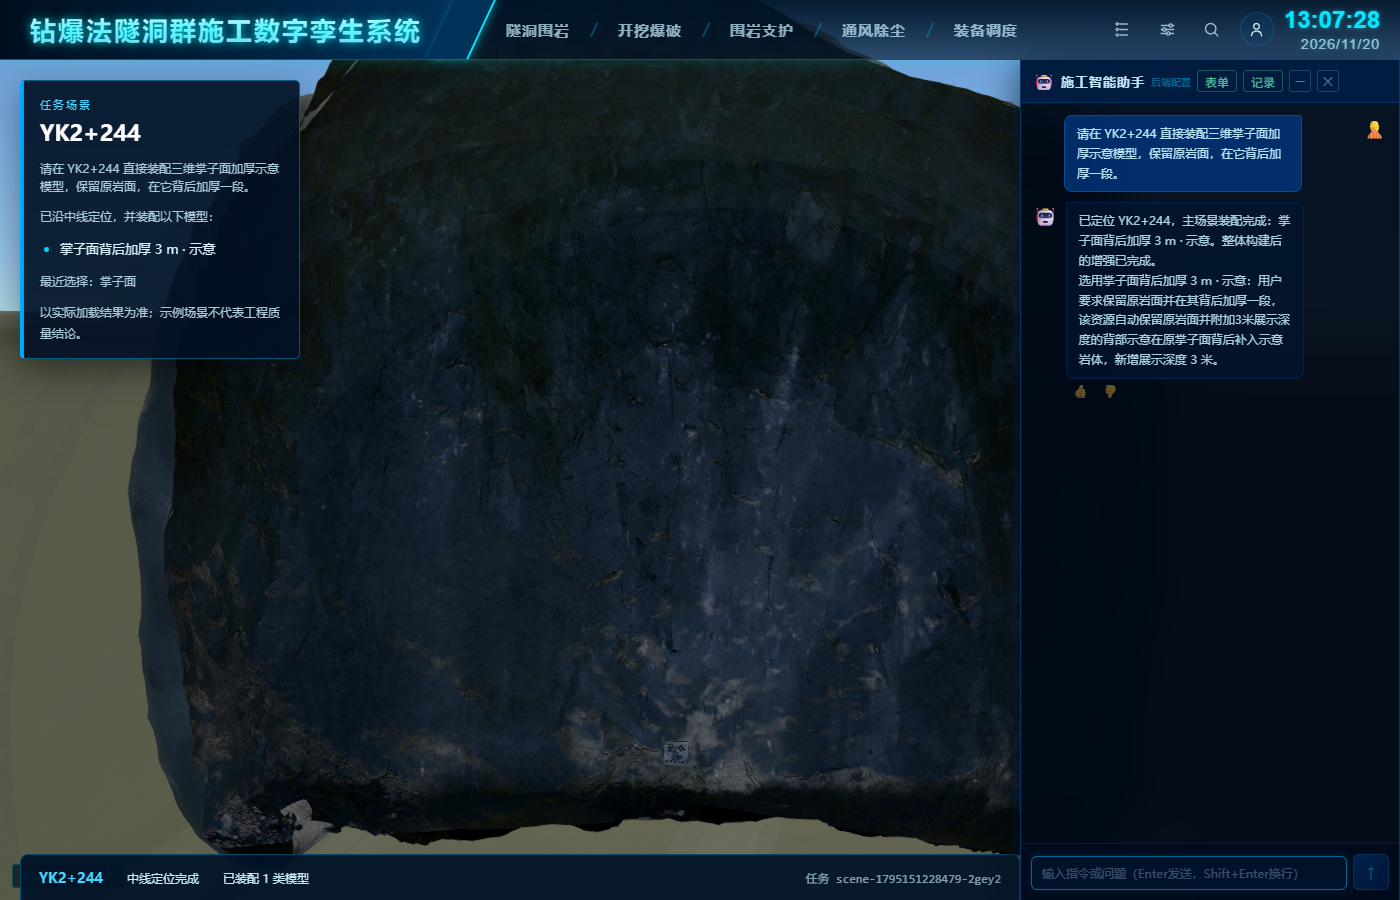 钻爆法隧洞群施工数字孪生系统
隧洞围岩 / 开挖爆破 / 围岩支护 / 通风除尘 / 装备调度
13:07:28
2026/11/20
任务场景
YK2+244
请在 YK2+244 直接装配三维掌子面加厚示意
模型，保留原岩面，在它背后加厚一段。
已沿中线定位，并装配以下模型：
掌子面背后加厚 3 m · 示意
最近选择：掌子面
以实际加载结果为准；示例场景不代表工程质
量结论。
施工智能助手 后端配置 表单 记录
请在 YK2+244 直接装配三维掌子面加
厚示意模型，保留原岩面，在它背后加
厚一段。
已定位 YK2+244，主场景装配完成：掌
子面背后加厚 3 m · 示意。整体构建后
的增强已完成。
选用掌子面背后加厚 3 m · 示意：用户
要求保留原岩面并在其背后加厚一段，
该资源自动保留原岩面并附加3米展示深
度的背部示意在原掌子面背后补入示意
岩体，新增展示深度 3 米。
输入指令或问题（Enter发送，Shift+Enter换行）
YK2+244 中线定位完成 已装配 1 类模型
任务 scene-1795151228479-2gey2